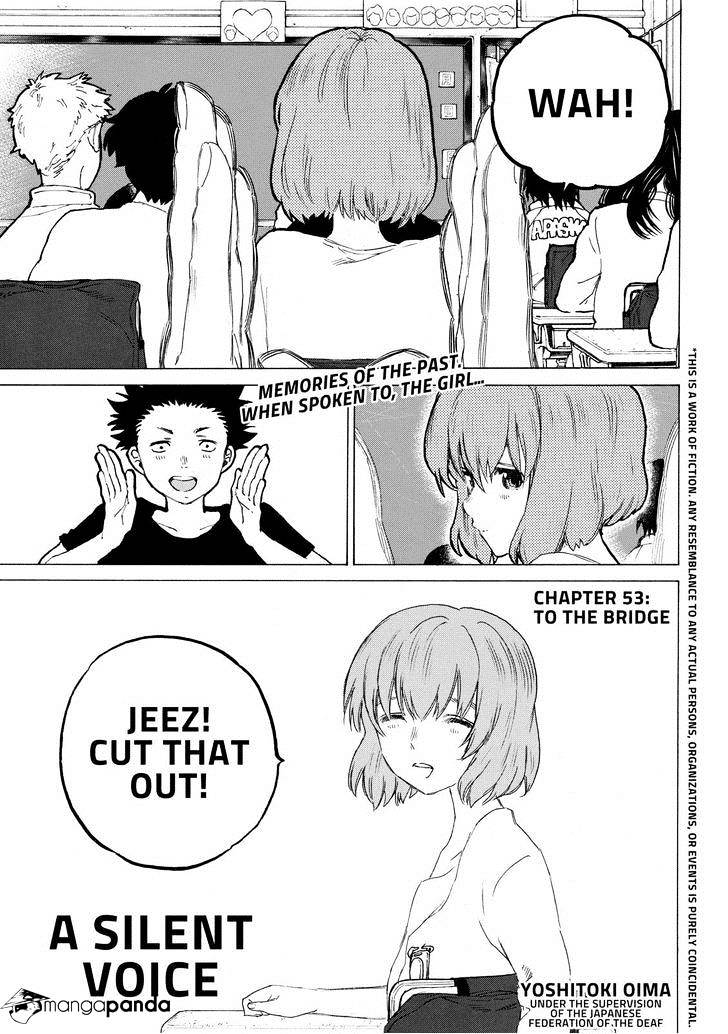 WAH!
MEMORIES OF THE PAST.
WHEN SPOKEN TO, THE GIRL...
CHAPTER 53:
TO THE BRIDGE
JEEZ!
CUT THAT
OUT!
A SILENT
VOICE
YOSHITOKI OIMA
UNDER THE SUPERVISION
OF THE JAPANESE
FEDERATION OF THE DEAF
mangapanda
*THIS IS A WORK OF FICTION. ANY RESEMBLANCE TO ANY ACTUAL PERSONS, ORGANIZATIONS, OR EVENTS IS PURELY COINCIDENTAL.